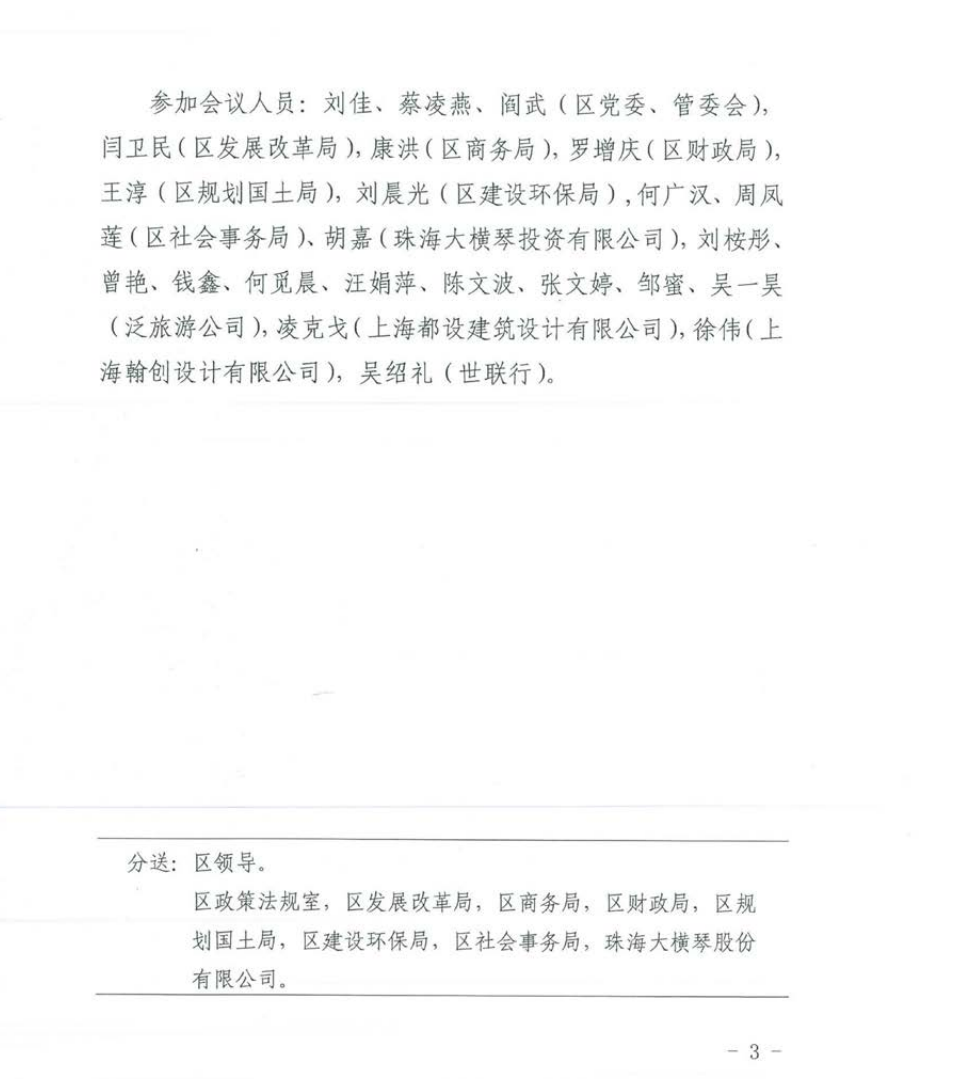 参加会议人员：刘佳、蔡凌燕、阎武（区党委、管委会），
闫卫民（区发展改革局），康洪（区商务局），罗增庆（区财政局），
王淳（区规划国土局），刘晨光（区建设环保局）,何广汉、周凤
莲（区社会事务局）、胡嘉（珠海大横琴投资有限公司），刘桉彤、
曾艳、钱鑫、何觅晨、汪娟萍、陈文波、张文婷、邹蜜、吴一昊
（泛旅游公司），凌克戈（上海都设建筑设计有限公司），徐伟（上
海翰创设计有限公司），吴绍礼（世联行）。
分送：区领导。
区政策法规室，区发展改革局，区商务局，区财政局，区规
划国土局，区建设环保局，区社会事务局，珠海大横琴股份
有限公司。
- 3 -